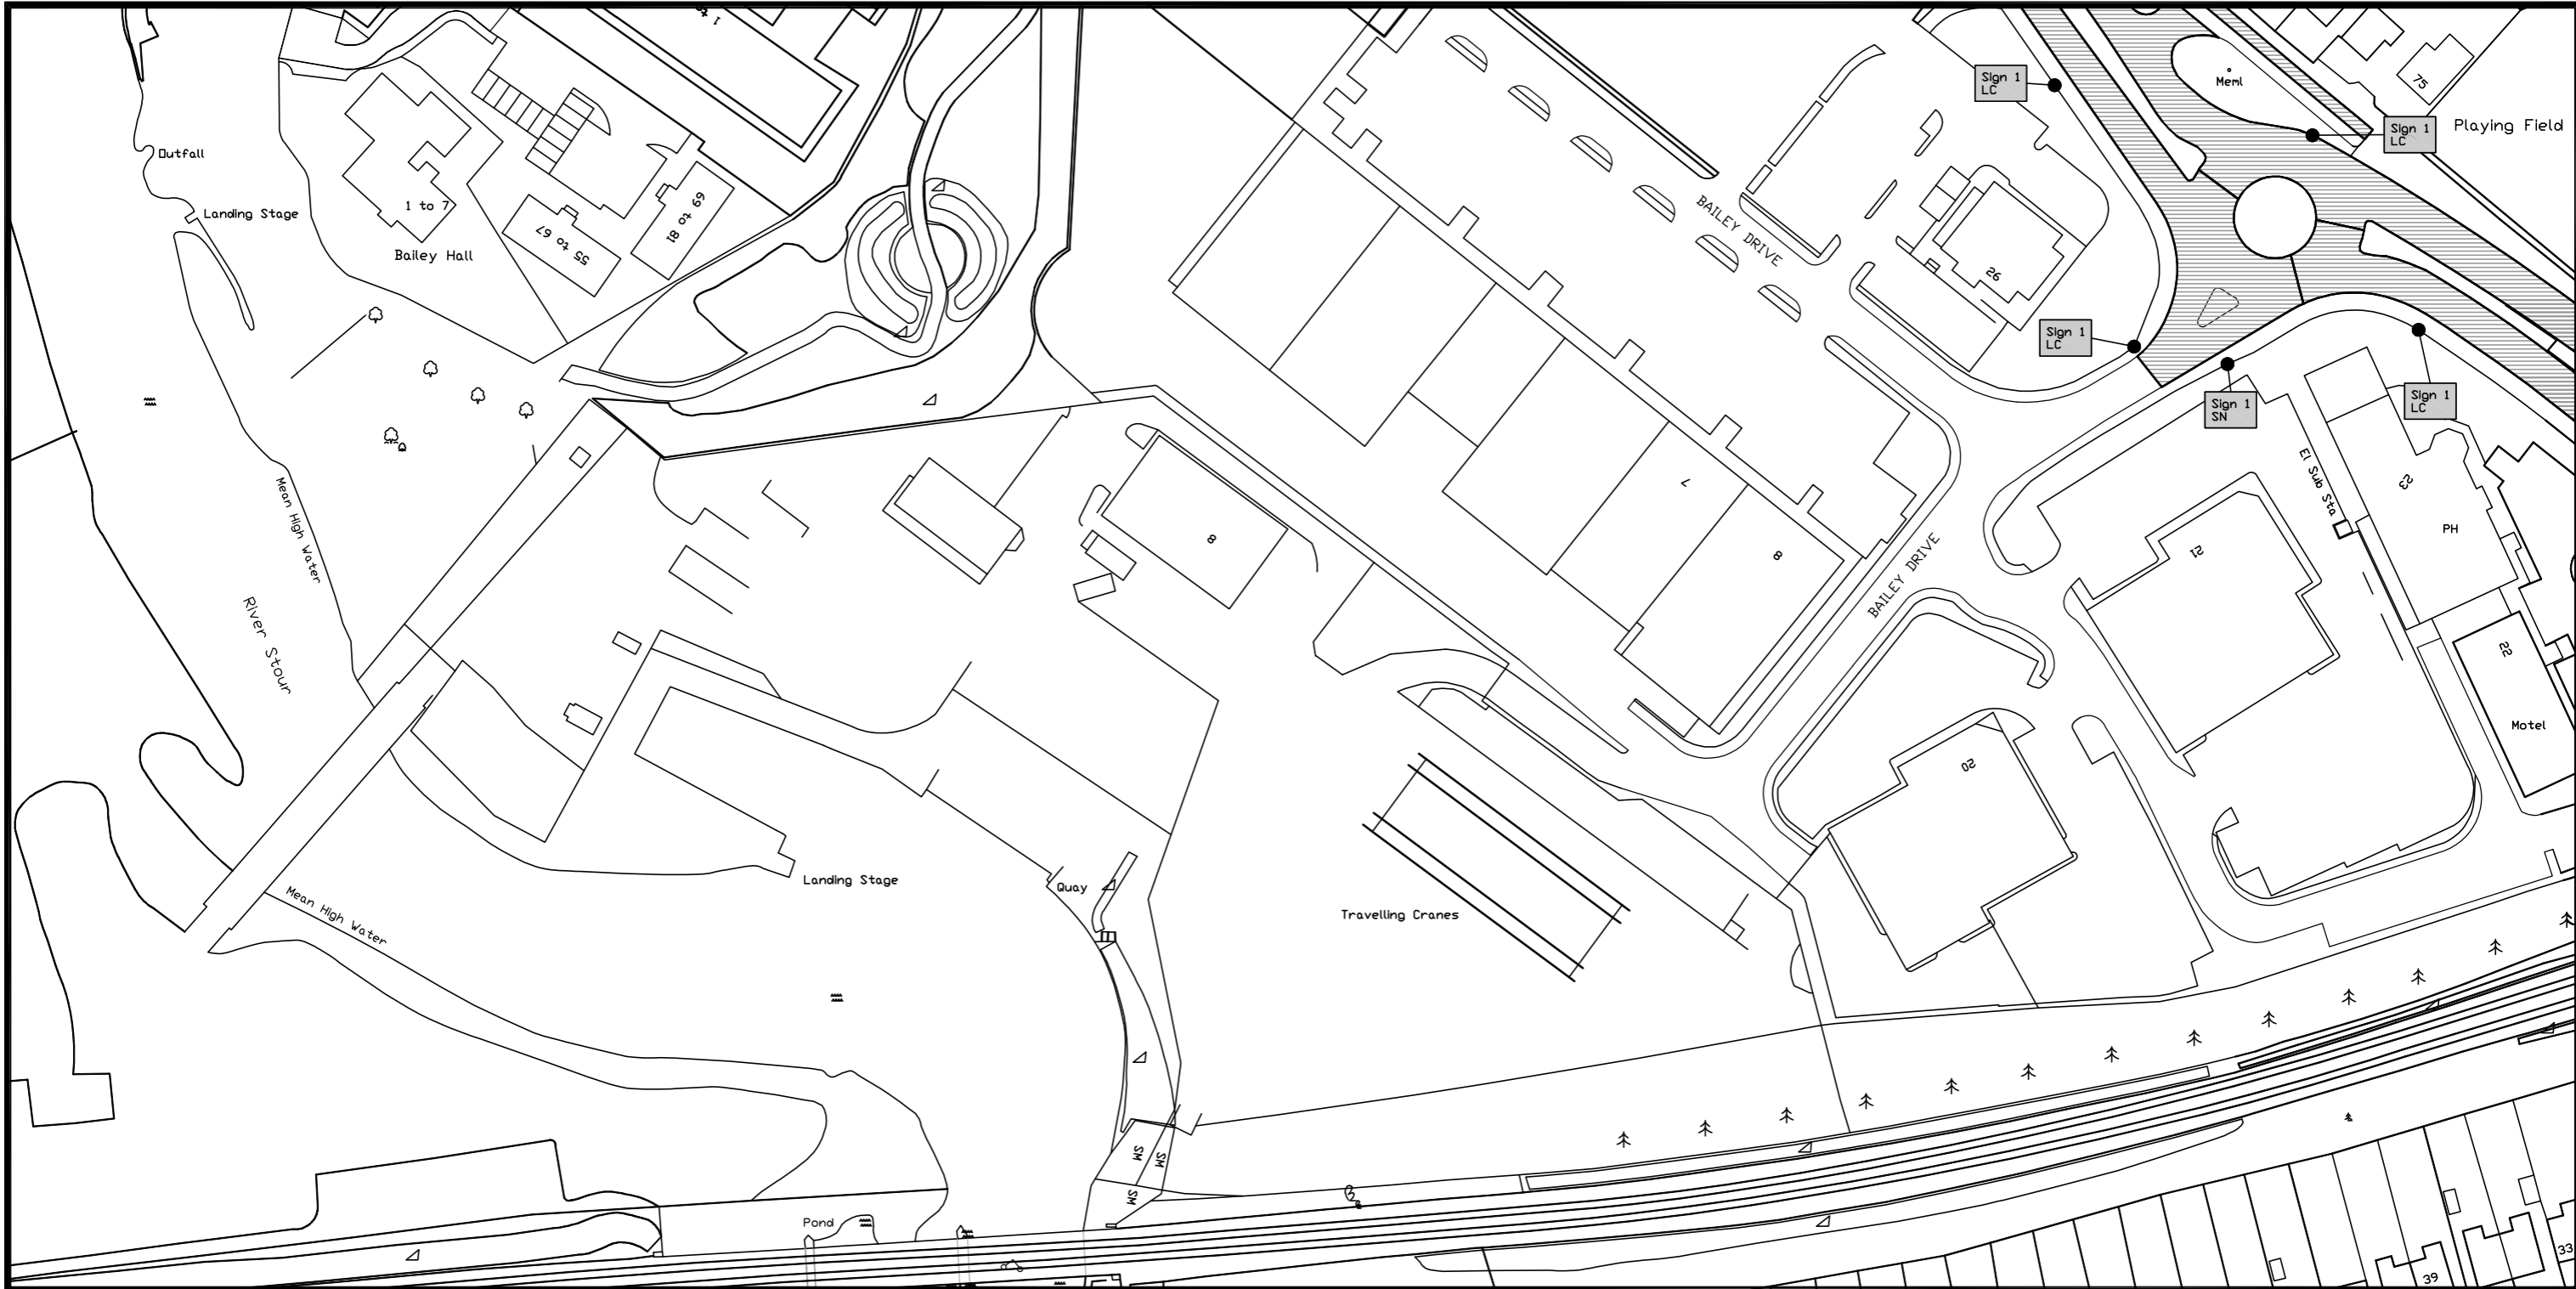 1 to
Sign 1
LC
Meml
75
Sign 1
LC
Playing Field
Outfall
Landing Stage
1 to 7
69 to 81
55 to 67
Bailey Hall
BAILEY DRIVE
26
Sign 1
LC
Sign 1
SN
Sign 1
LC
Mean High Water
El Sub Sta
23
PH
7
8
8
21
BAILEY DRIVE
River Stour
22
Motel
20
Landing Stage
Quay
Mean High Water
Travelling Cranes
SM
SM
SM
Pond
39
33